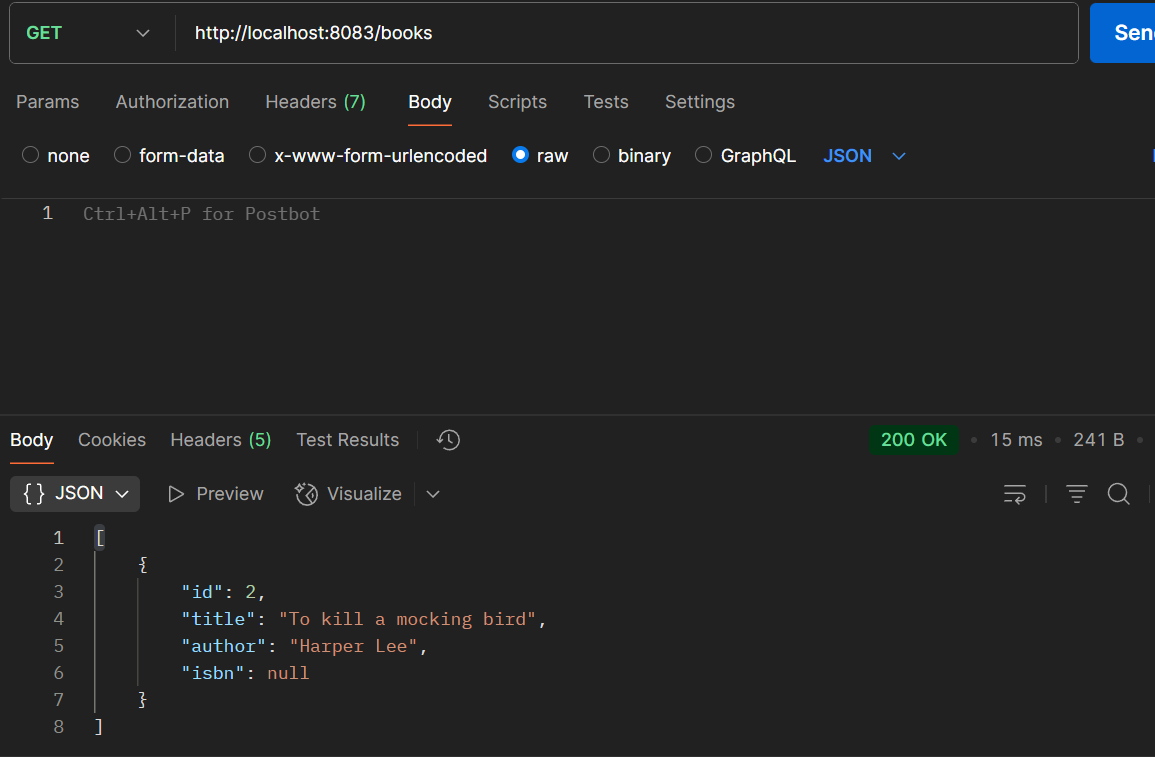 GET http://localhost:8083/books Sen
Params Authorization Headers (7) Body Scripts Tests Settings
none form-data x-www-form-urlencoded raw binary GraphQL JSON
1 Ctrl+Alt+P for Postbot
Body Cookies Headers (5) Test Results 200 OK • 15 ms • 241 B •
{} JSON Preview Visualize
1 [
2 {
3 "id": 2,
4 "title": "To kill a mocking bird",
5 "author": "Harper Lee",
6 "isbn": null
7 }
8 ]